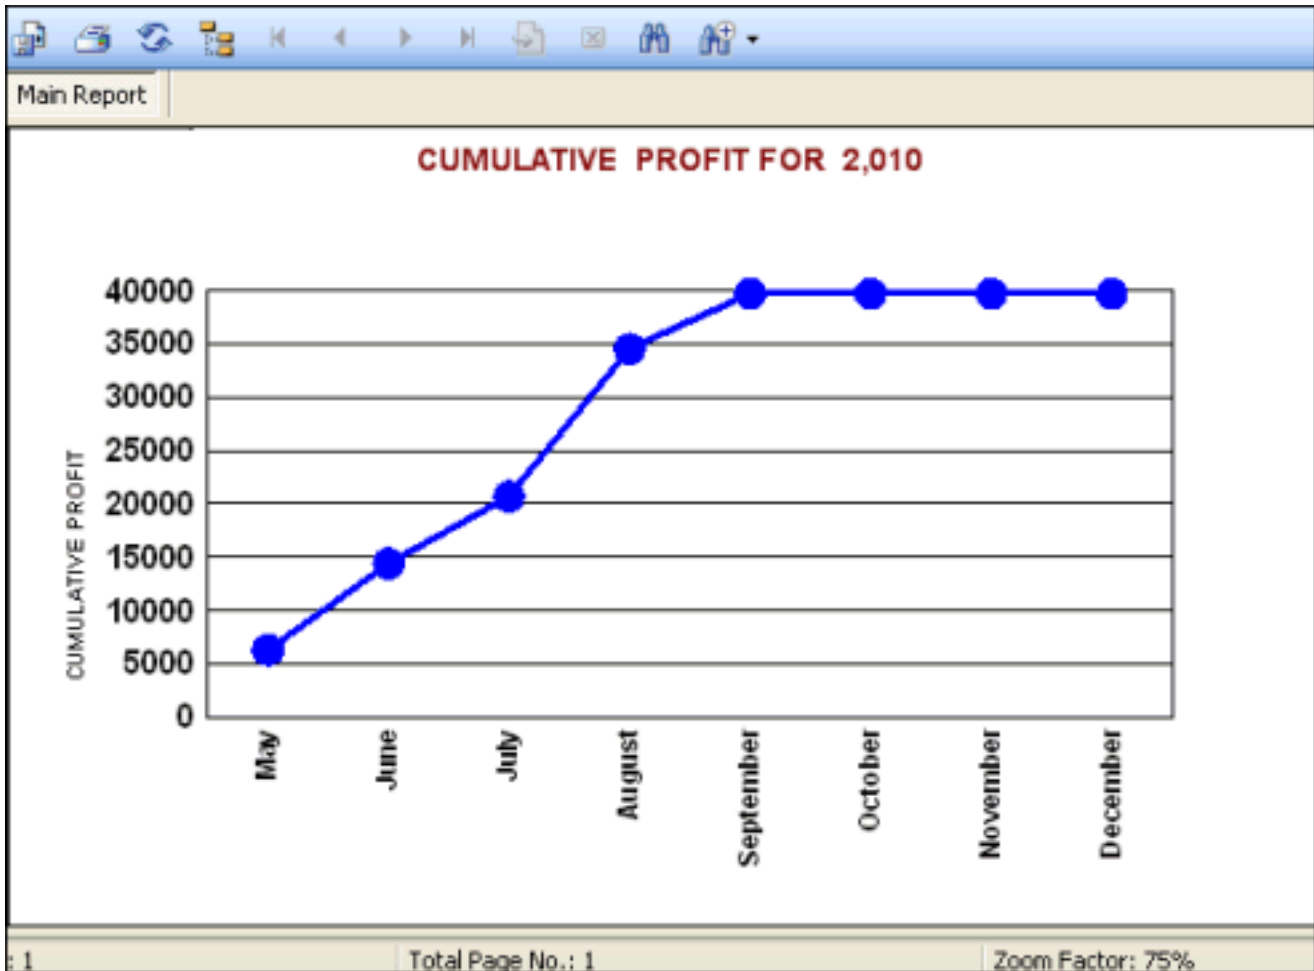 Main Report
CUMULATIVE PROFIT FOR 2,010
CUMULATIVE PROFIT
40000
35000
30000
25000
20000
15000
10000
5000
0
May
June
July
August
September
October
November
December
: 1
Total Page No.: 1
Zoom Factor: 75%